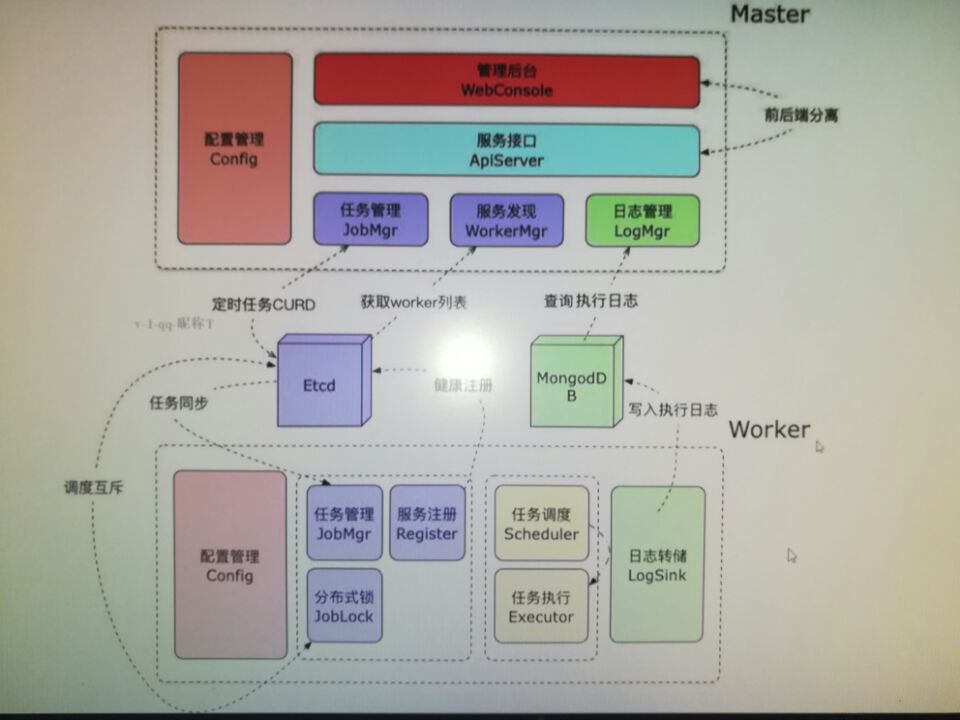 Master
管理后台
WebConsole
配置管理
Config
前后端分离
服务接口
ApiServer
任务管理
JobMgr
服务发现
WorkerMgr
日志管理
LogMgr
定时任务CURD
获取worker列表
查询执行日志
v-1-qq-昵称T
Etcd
健康注册
MongodD
B
任务同步
写入执行日志
Worker
调度互斥
配置管理
Config
任务管理
JobMgr
服务注册
Register
任务调度
Scheduler
日志转储
LogSink
分布式锁
JobLock
任务执行
Executor